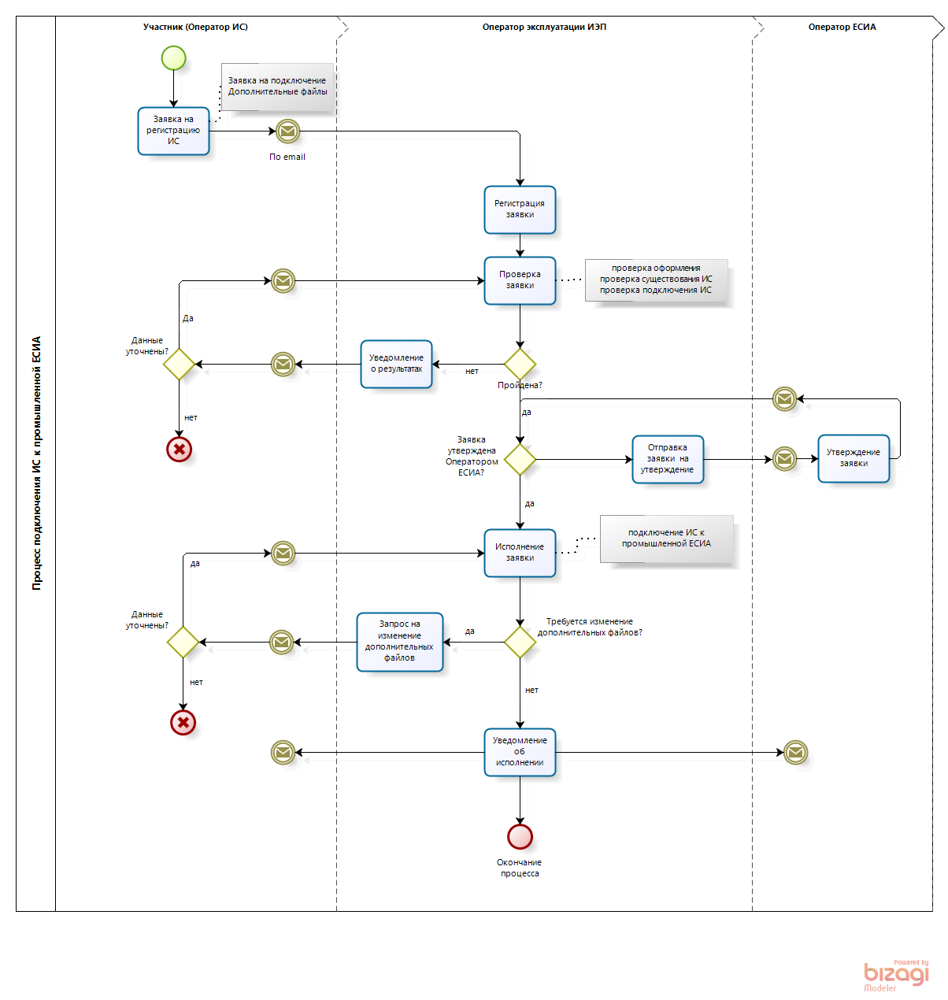 Процесс подключения ИС к промышленной ЕСИА
Участник (Оператор ИС)
Оператор эксплуатации ИЭП
Оператор ЕСИА
Заявка на подключение
Дополнительные файлы
Заявка на
регистрацию
ИС
По email
Регистрация
заявки
Проверка
заявки
проверка оформления
проверка существования ИС
проверка подключения ИС
Да
Данные
уточнены?
нет
Уведомление
о результатах
нет
Пройдена?
да
Заявка
утверждена
Оператором
ЕСИА?
Отправка
заявки на
утверждение
Утверждение
заявки
да
Исполнение
заявки
подключение ИС к
промышленной ЕСИА
да
Данные
уточнены?
нет
Запрос на
изменение
дополнительных
файлов
да
Требуется изменение
дополнительных файлов?
нет
Уведомление
об
исполнении
Окончание
процесса
Powered by
bizagi
Modeler